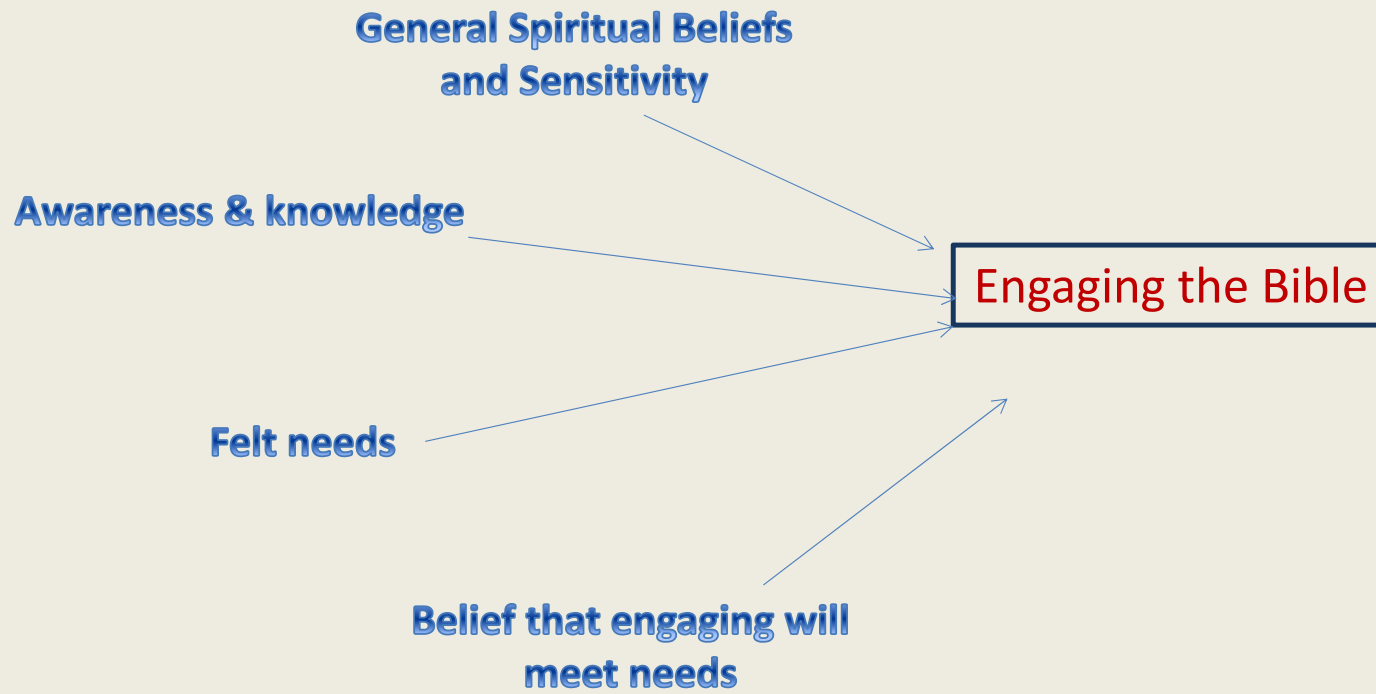 General Spiritual Beliefs
and Sensitivity
Awareness & knowledge
Engaging the Bible
Felt needs
Belief that engaging will
meet needs